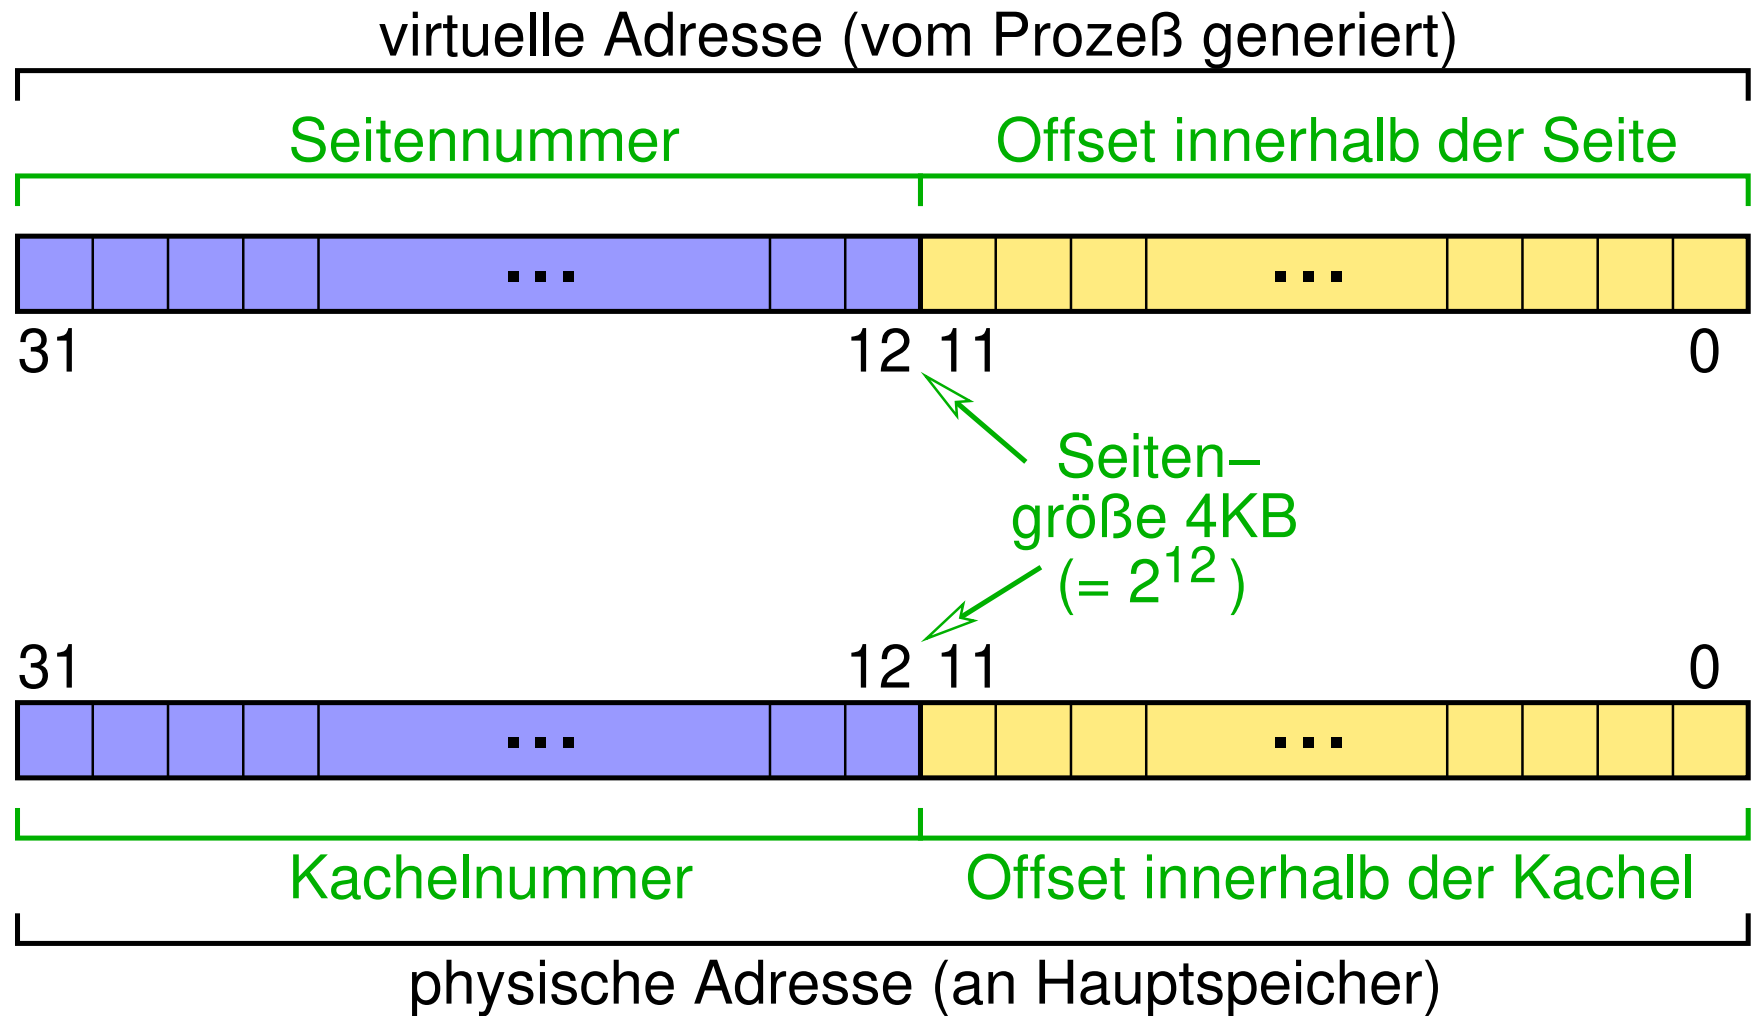 virtuelle Adresse (vom Prozeß generiert)
Seitennummer Offset innerhalb der Seite
... ...
31 12 11 0
Seiten–
größe 4KB
(= 2¹² )
31 12 11 0
... ...
Kachelnummer Offset innerhalb der Kachel
physische Adresse (an Hauptspeicher)